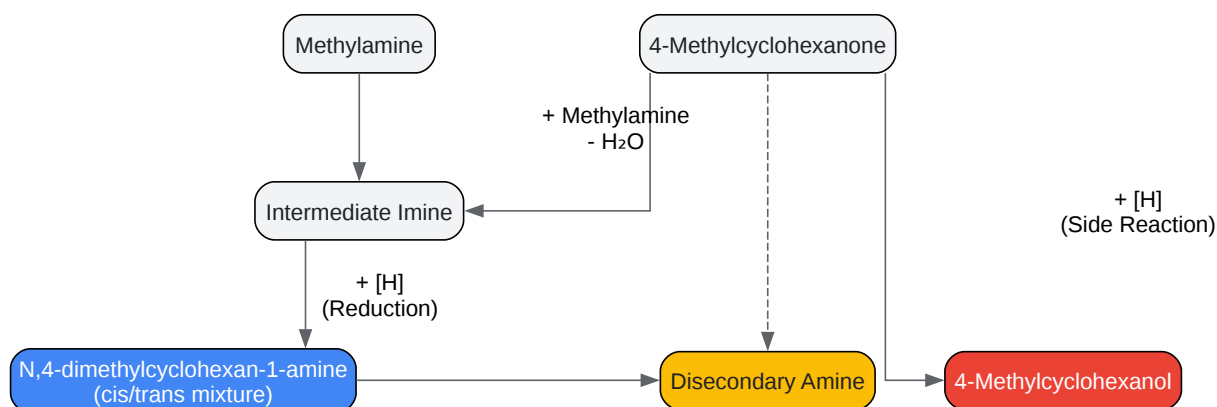 Methylamine
4-Methylcyclohexanone
+ Methylamine
- H₂O
Intermediate Imine
+ [H]
(Side Reaction)
+ [H]
(Reduction)
N,4-dimethylcyclohexan-1-amine
(cis/trans mixture)
Disecondary Amine
4-Methylcyclohexanol